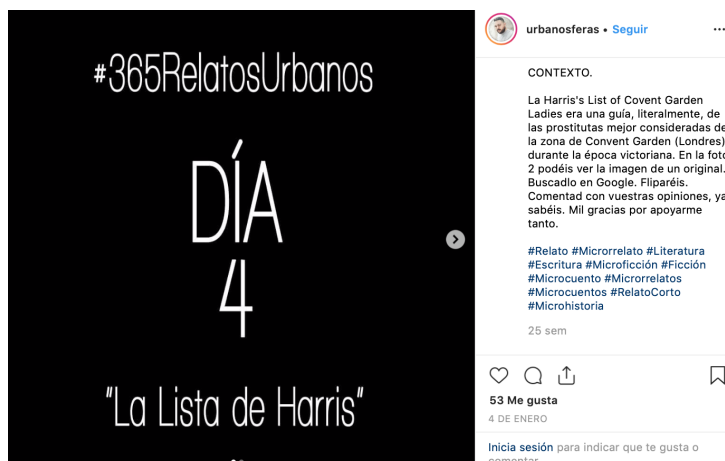 #365RelatosUrbanos
DÍA
4
"La Lista de Harris"
urbanosferas • Seguir
CONTEXTO.
La Harris's List of Covent Garden
Ladies era una guía, literalmente, de
las prostitutas mejor consideradas de
la zona de Convent Garden (Londres)
durante la época victoriana. En la foto
2 podéis ver la imagen de un original.
Buscadlo en Google. Fliparéis.
Comentad con vuestras opiniones, ya
sabéis. Mil gracias por apoyarme
tanto.
#Relato #Microrrelato #Literatura
#Escritura #Microficción #Ficción
#Microcuento #Microrrelatos
#Microcuentos #RelatoCorto
#Microhistoria
25 sem
53 Me gusta
4 DE ENERO
Inicia sesión para indicar que te gusta o
comentar